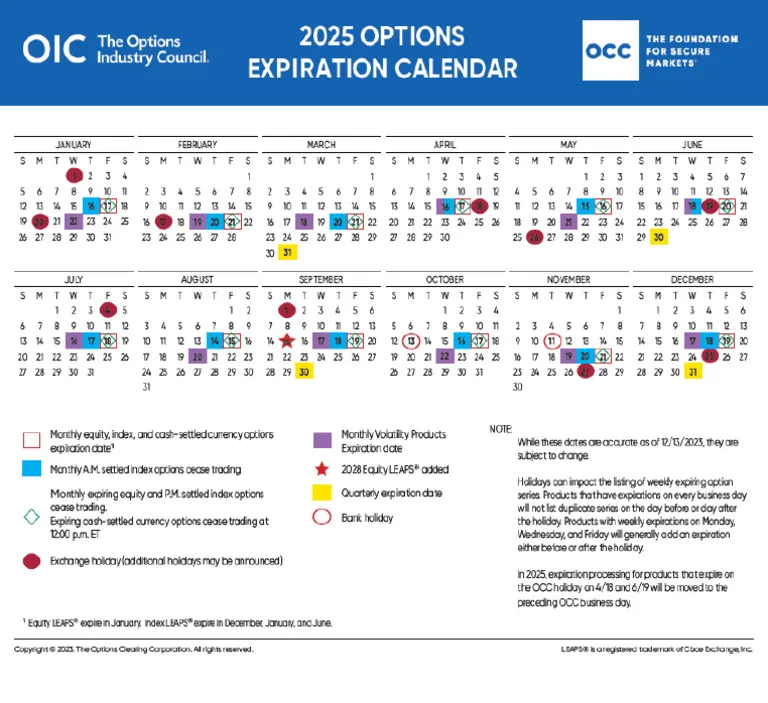 OIC The Options
Industry Council.
2025 OPTIONS
EXPIRATION CALENDAR
OCC
THE FOUNDATION
FOR SECURE
MARKETS
JANUARY
S M T W T F S
1 2 3 4
5 6 7 8 9 10 11
12 13 14 15 16 17 18
19 20 21 22 23 24 25
26 27 28 29 30 31
FEBRUARY
S M T W T F S
1
2 3 4 5 6 7 8
9 10 11 12 13 14 15
16 17 18 19 20 21 22
23 24 25 26 27 28
MARCH
S M T W T F S
1
2 3 4 5 6 7 8
9 10 11 12 13 14 15
16 17 18 19 20 21 22
23 24 25 26 27 28 29
30 31
APRIL
S M T W T F S
1 2 3 4 5
6 7 8 9 10 11 12
13 14 15 16 17 18 19
20 21 22 23 24 25 26
27 28 29 30
MAY
S M T W T F S
1 2 3
4 5 6 7 8 9 10
11 12 13 14 15 16 17
18 19 20 21 22 23 24
25 26 27 28 29 30 31
JUNE
S M T W T F S
1 2 3 4 5 6 7
8 9 10 11 12 13 14
15 16 17 18 19 20 21
22 23 24 25 26 27 28
29 30
JULY
S M T W T F S
1 2 3 4 5
6 7 8 9 10 11 12
13 14 15 16 17 18 19
20 21 22 23 24 25 26
27 28 29 30 31
AUGUST
S M T W T F S
1 2
3 4 5 6 7 8 9
10 11 12 13 14 15 16
17 18 19 20 21 22 23
24 25 26 27 28 29 30
31
SEPTEMBER
S M T W T F S
1 2 3 4 5 6
7 8 9 10 11 12 13
14 15 16 17 18 19 20
21 22 23 24 25 26 27
28 29 30
OCTOBER
S M T W T F S
1 2 3 4
5 6 7 8 9 10 11
12 13 14 15 16 17 18
19 20 21 22 23 24 25
26 27 28 29 30 31
NOVEMBER
S M T W T F S
1
2 3 4 5 6 7 8
9 10 11 12 13 14 15
16 17 18 19 20 21 22
23 24 25 26 27 28 29
30
DECEMBER
S M T W T F S
1 2 3 4 5 6
7 8 9 10 11 12 13
14 15 16 17 18 19 20
21 22 23 24 25 26 27
28 29 30 31
Monthly equity, index, and cash-settled currency options
expiration date¹
Monthly A.M. settled index options cease trading
Monthly expiring equity and P.M. settled index options
cease trading.
Expiring cash-settled currency options cease trading at
12:00 p.m. ET
Exchange holiday (additional holidays may be announced)
Monthly Volatility Products
Expiration date
2028 Equity LEAPS® added
Quarterly expiration date
Bank holiday
NOTE:
While these dates are accurate as of 12/13/2023, they are
subject to change.
Holidays can impact the listing of weekly expiring option
series. Products that have expirations on every business day
will not list duplicate series on the day before or day after
the holiday. Products with weekly expirations on Monday,
Wednesday, and Friday will generally add an expiration
either before or after the holiday.
In 2025, expiration processing for products that expire on
the OCC holiday on 4/18 and 6/19 will be moved to the
preceding OCC business day.
¹ Equity LEAPS® expire in January. Index LEAPS® expire in December, January, and June.
Copyright © 2023. The Options Clearing Corporation. All rights reserved.
LEAPS® is a registered trademark of Cboe Exchange, Inc.